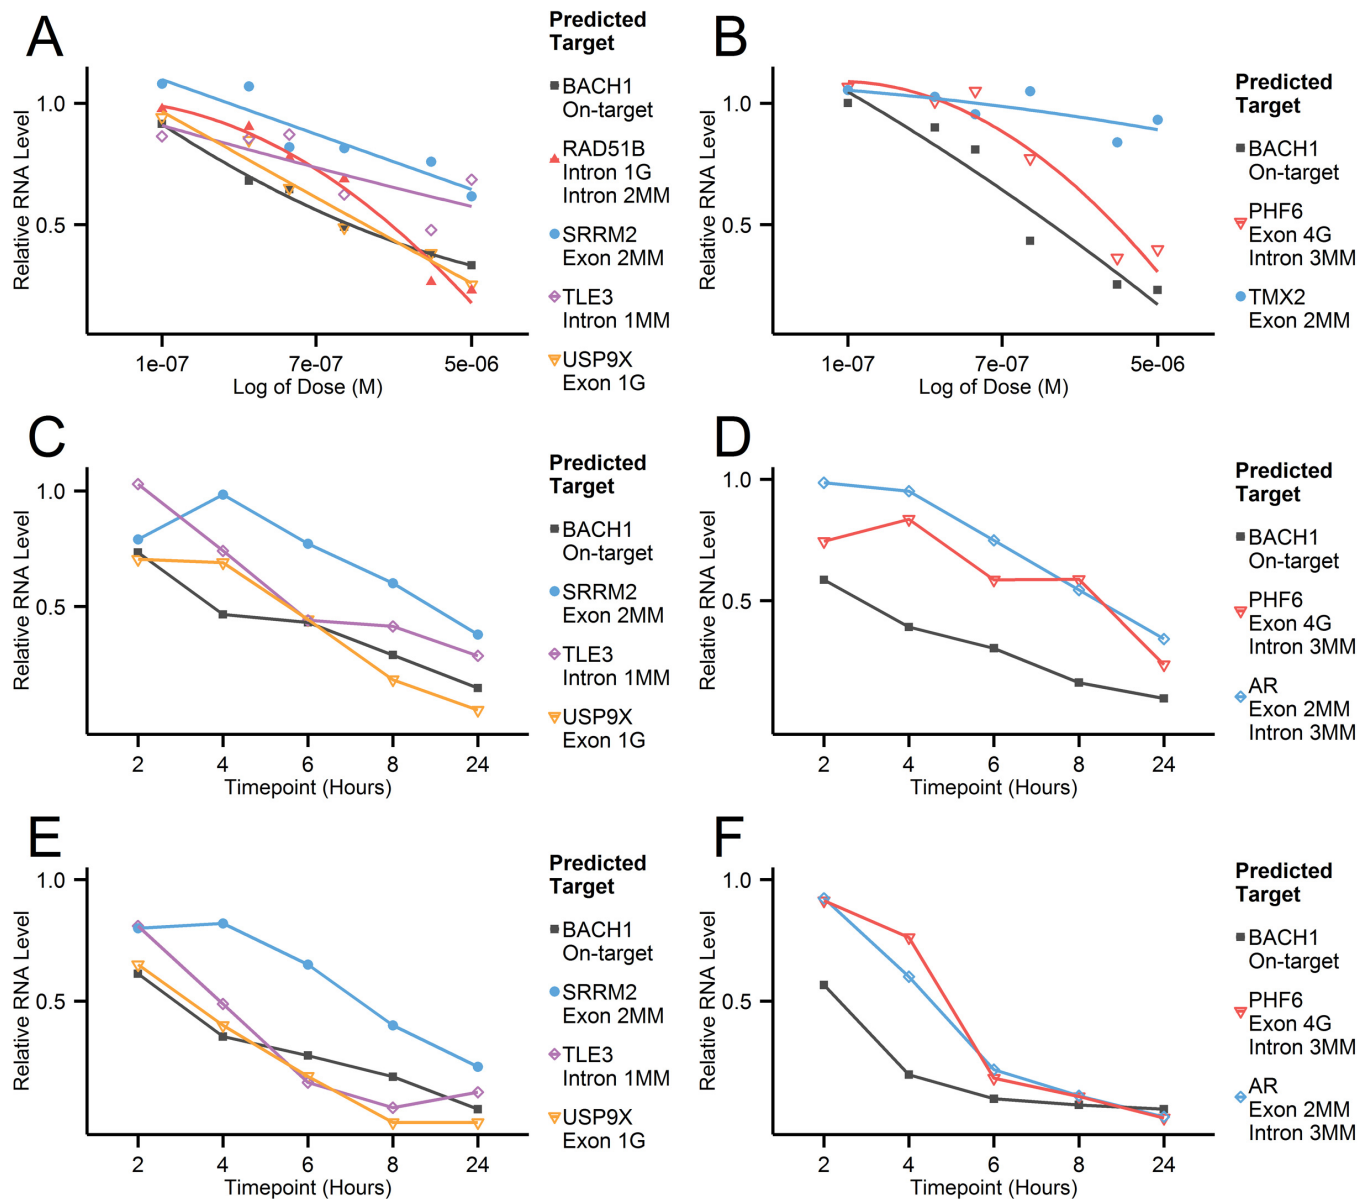 A
Relative RNA Level
1.0
0.5
1e-07
7e-07
5e-06
Log of Dose (M)
Predicted
Target
BACH1
On-target
RAD51B
Intron 1G
Intron 2MM
SRRM2
Exon 2MM
TLE3
Intron 1MM
USP9X
Exon 1G
B
Relative RNA Level
1.0
0.5
1e-07
7e-07
5e-06
Log of Dose (M)
Predicted
Target
BACH1
On-target
PHF6
Exon 4G
Intron 3MM
TMX2
Exon 2MM
C
Relative RNA Level
1.0
0.5
2
4
6
8
24
Timepoint (Hours)
Predicted
Target
BACH1
On-target
SRRM2
Exon 2MM
TLE3
Intron 1MM
USP9X
Exon 1G
D
Relative RNA Level
1.0
0.5
2
4
6
8
24
Timepoint (Hours)
Predicted
Target
BACH1
On-target
PHF6
Exon 4G
Intron 3MM
AR
Exon 2MM
Intron 3MM
E
Relative RNA Level
1.0
0.5
2
4
6
8
24
Timepoint (Hours)
Predicted
Target
BACH1
On-target
SRRM2
Exon 2MM
TLE3
Intron 1MM
USP9X
Exon 1G
F
Relative RNA Level
1.0
0.5
2
4
6
8
24
Timepoint (Hours)
Predicted
Target
BACH1
On-target
PHF6
Exon 4G
Intron 3MM
AR
Exon 2MM
Intron 3MM